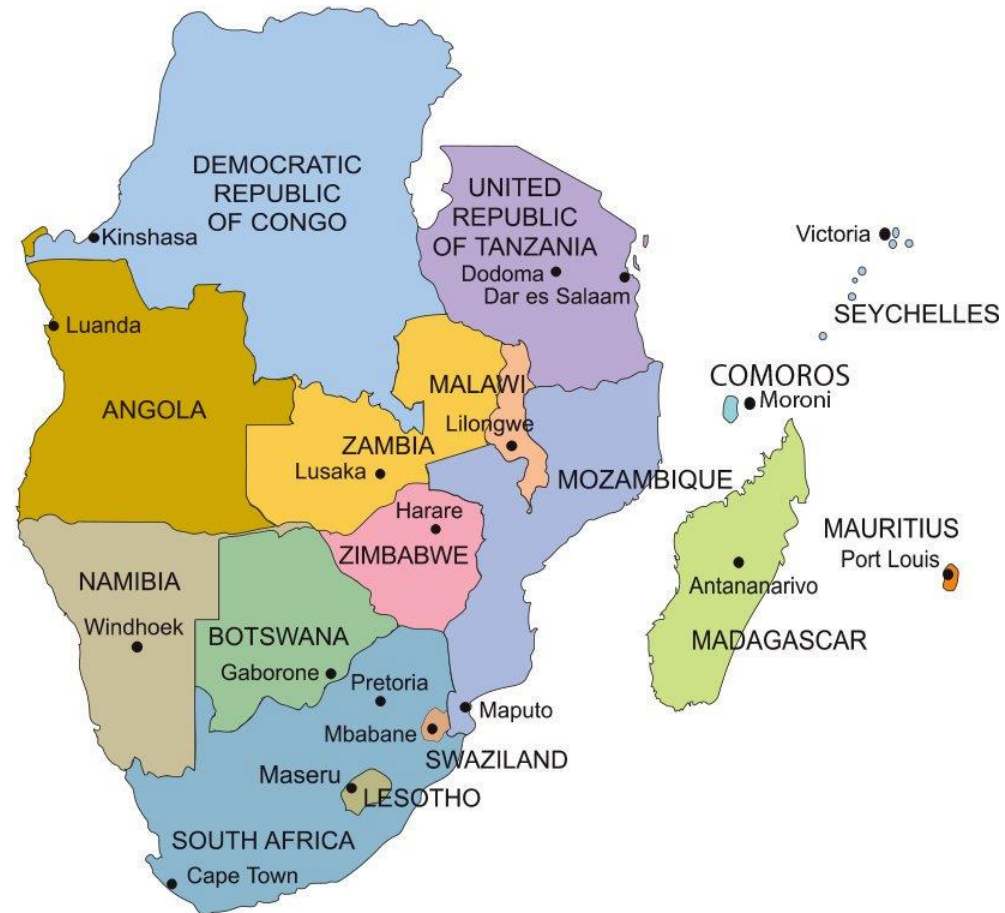 DEMOCRATIC
REPUBLIC
OF CONGO
Kinshasa
UNITED
REPUBLIC
OF TANZANIA
Dodoma
Dar es Salaam
Victoria
SEYCHELLES
Luanda
ANGOLA
MALAWI
Lilongwe
COMOROS
Moroni
ZAMBIA
Lusaka
MOZAMBIQUE
Harare
ZIMBABWE
MAURITIUS
Port Louis
Antananarivo
MADAGASCAR
NAMIBIA
Windhoek
BOTSWANA
Gaborone
Pretoria
Maputo
Mbabane
SWAZILAND
Maseru
LESOTHO
SOUTH AFRICA
Cape Town